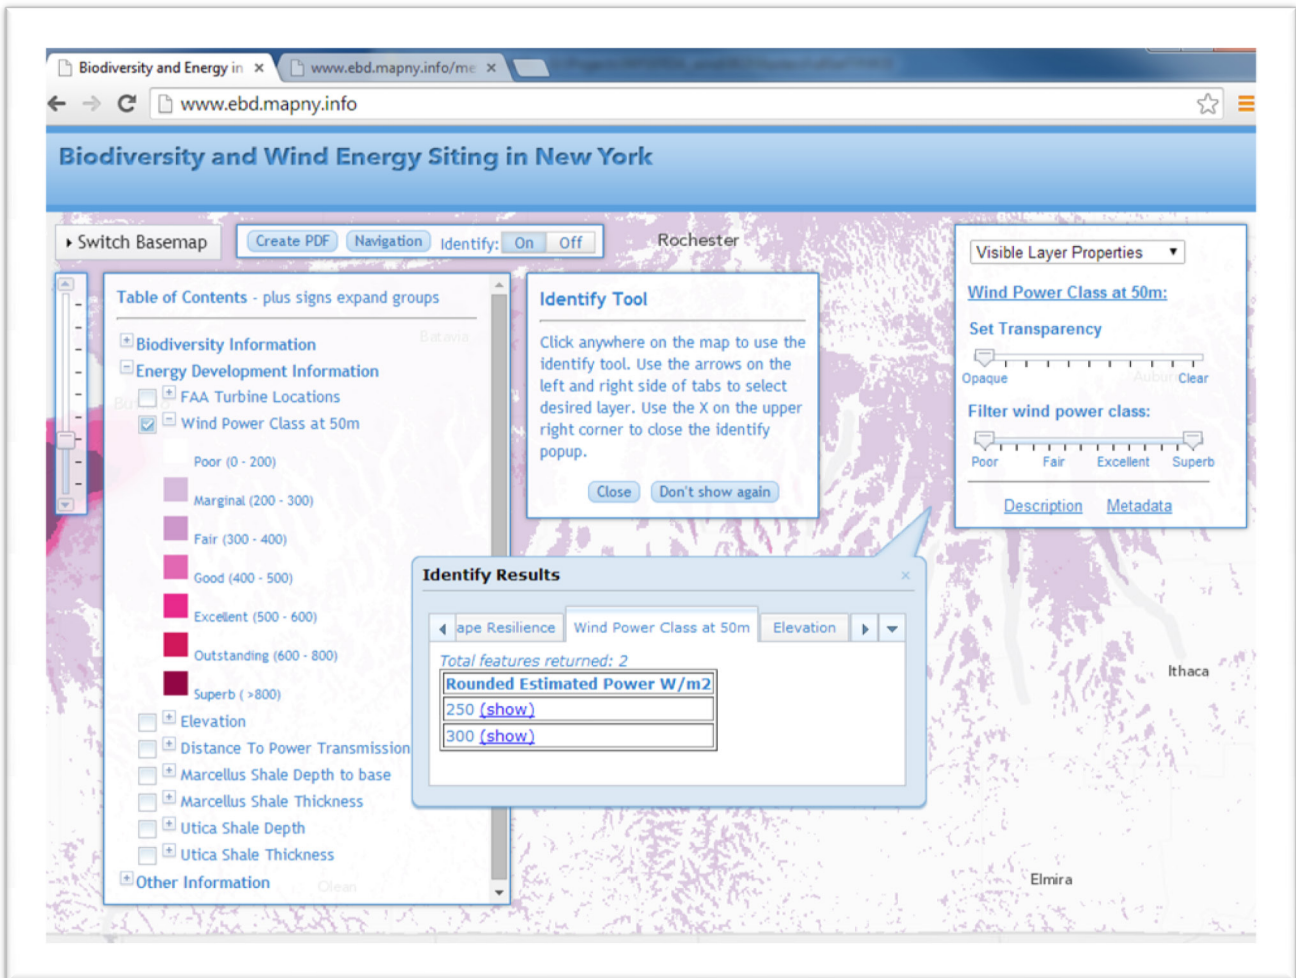 Biodiversity and Energy in
www.ebd.mapny.info/me
www.ebd.mapny.info
Biodiversity and Wind Energy Siting in New York
Switch Basemap
Create PDF Navigation Identify: On Off
Rochester
Table of Contents - plus signs expand groups
Batavia
Biodiversity Information
Energy Development Information
FAA Turbine Locations
Wind Power Class at 50m
Poor (0 - 200)
Marginal (200 - 300)
Fair (300 - 400)
Good (400 - 500)
Excellent (500 - 600)
Outstanding (600 - 800)
Superb ( >800)
Elevation
Distance To Power Transmission
Marcellus Shale Depth to base
Marcellus Shale Thickness
Utica Shale Depth
Utica Shale Thickness
Other Information
Olean
Identify Tool
Click anywhere on the map to use the
identify tool. Use the arrows on the
left and right side of tabs to select
desired layer. Use the X on the upper
right corner to close the identify
popup.
Close Don't show again
Visible Layer Properties
Wind Power Class at 50m:
Set Transparency
Opaque Clear
Filter wind power class:
Poor Fair Excellent Superb
Description Metadata
Identify Results
ape Resilience Wind Power Class at 50m Elevation
Total features returned: 2
Rounded Estimated Power W/m2
250 (show)
300 (show)
Ithaca
Elmira